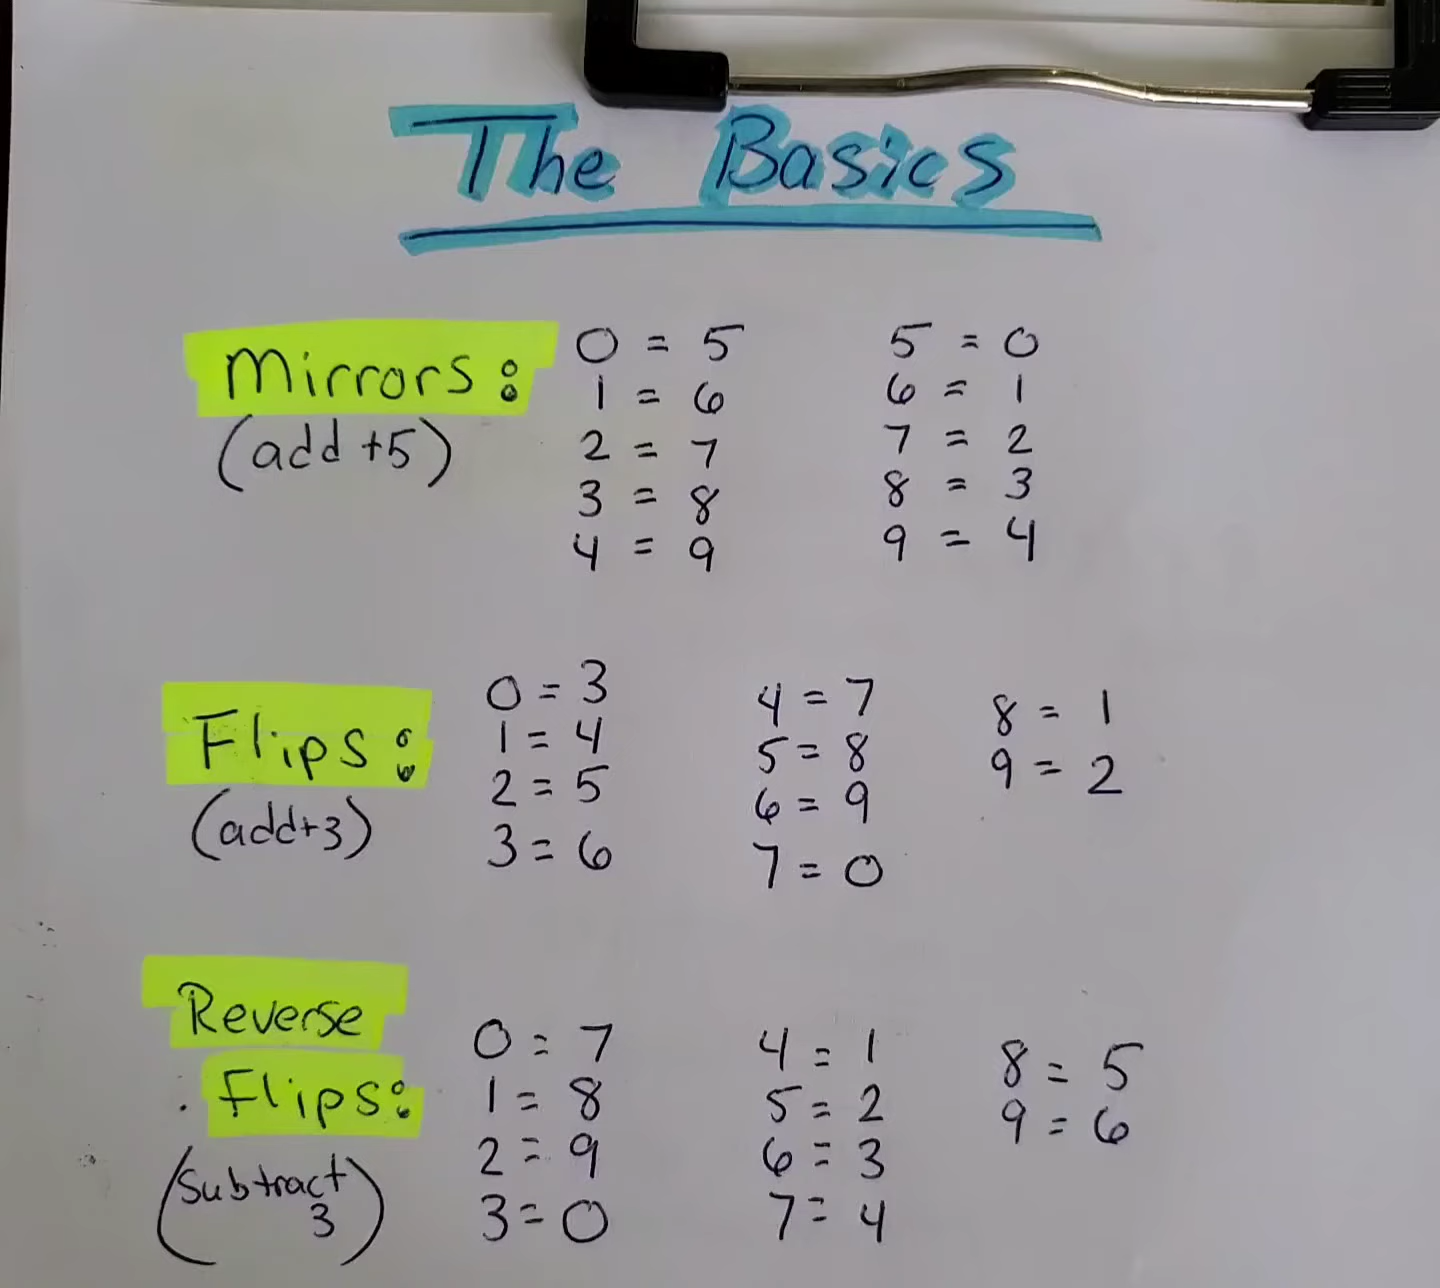 The Basics
Mirrors:
(add +5)
0 = 5
1 = 6
2 = 7
3 = 8
4 = 9
5 = 0
6 = 1
7 = 2
8 = 3
9 = 4
Flips:
(add+3)
0 = 3
1 = 4
2 = 5
3 = 6
4 = 7
5 = 8
6 = 9
7 = 0
8 = 1
9 = 2
Reverse
Flips:
(Subtract
3)
0 = 7
1 = 8
2 = 9
3 = 0
4 = 1
5 = 2
6 = 3
7 = 4
8 = 5
9 = 6